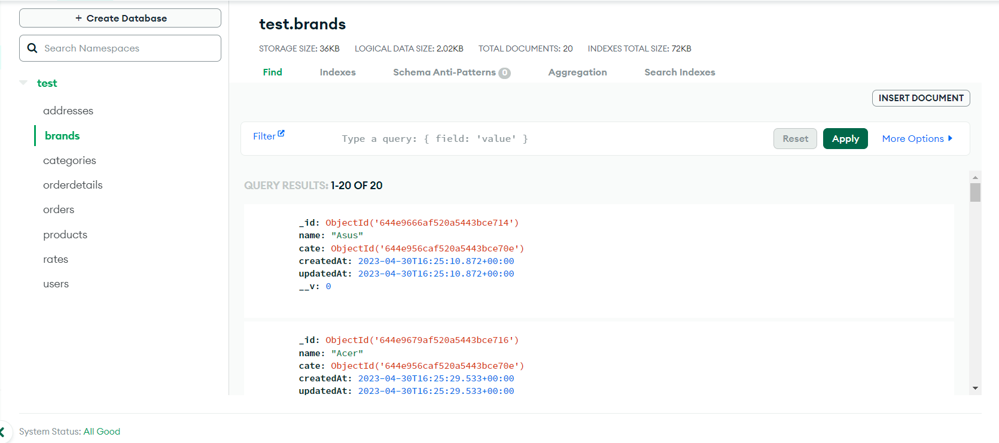 + Create Database
Search Namespaces
test
addresses
brands
categories
orderdetails
orders
products
rates
users
test.brands
STORAGE SIZE: 36KB LOGICAL DATA SIZE: 2.02KB TOTAL DOCUMENTS: 20 INDEXES TOTAL SIZE: 72KB
Find Indexes Schema Anti-Patterns 0 Aggregation Search Indexes
INSERT DOCUMENT
Filter Type a query: { field: 'value' } Reset Apply More Options
QUERY RESULTS: 1-20 OF 20
_id: ObjectId('644e9666af520a5443bce714')
name: "Asus"
cate: ObjectId('644e956caf520a5443bce70e')
createdAt: 2023-04-30T16:25:10.872+00:00
updatedAt: 2023-04-30T16:25:10.872+00:00
__v: 0
_id: ObjectId('644e9679af520a5443bce716')
name: "Acer"
cate: ObjectId('644e956caf520a5443bce70e')
createdAt: 2023-04-30T16:25:29.533+00:00
updatedAt: 2023-04-30T16:25:29.533+00:00
System Status: All Good